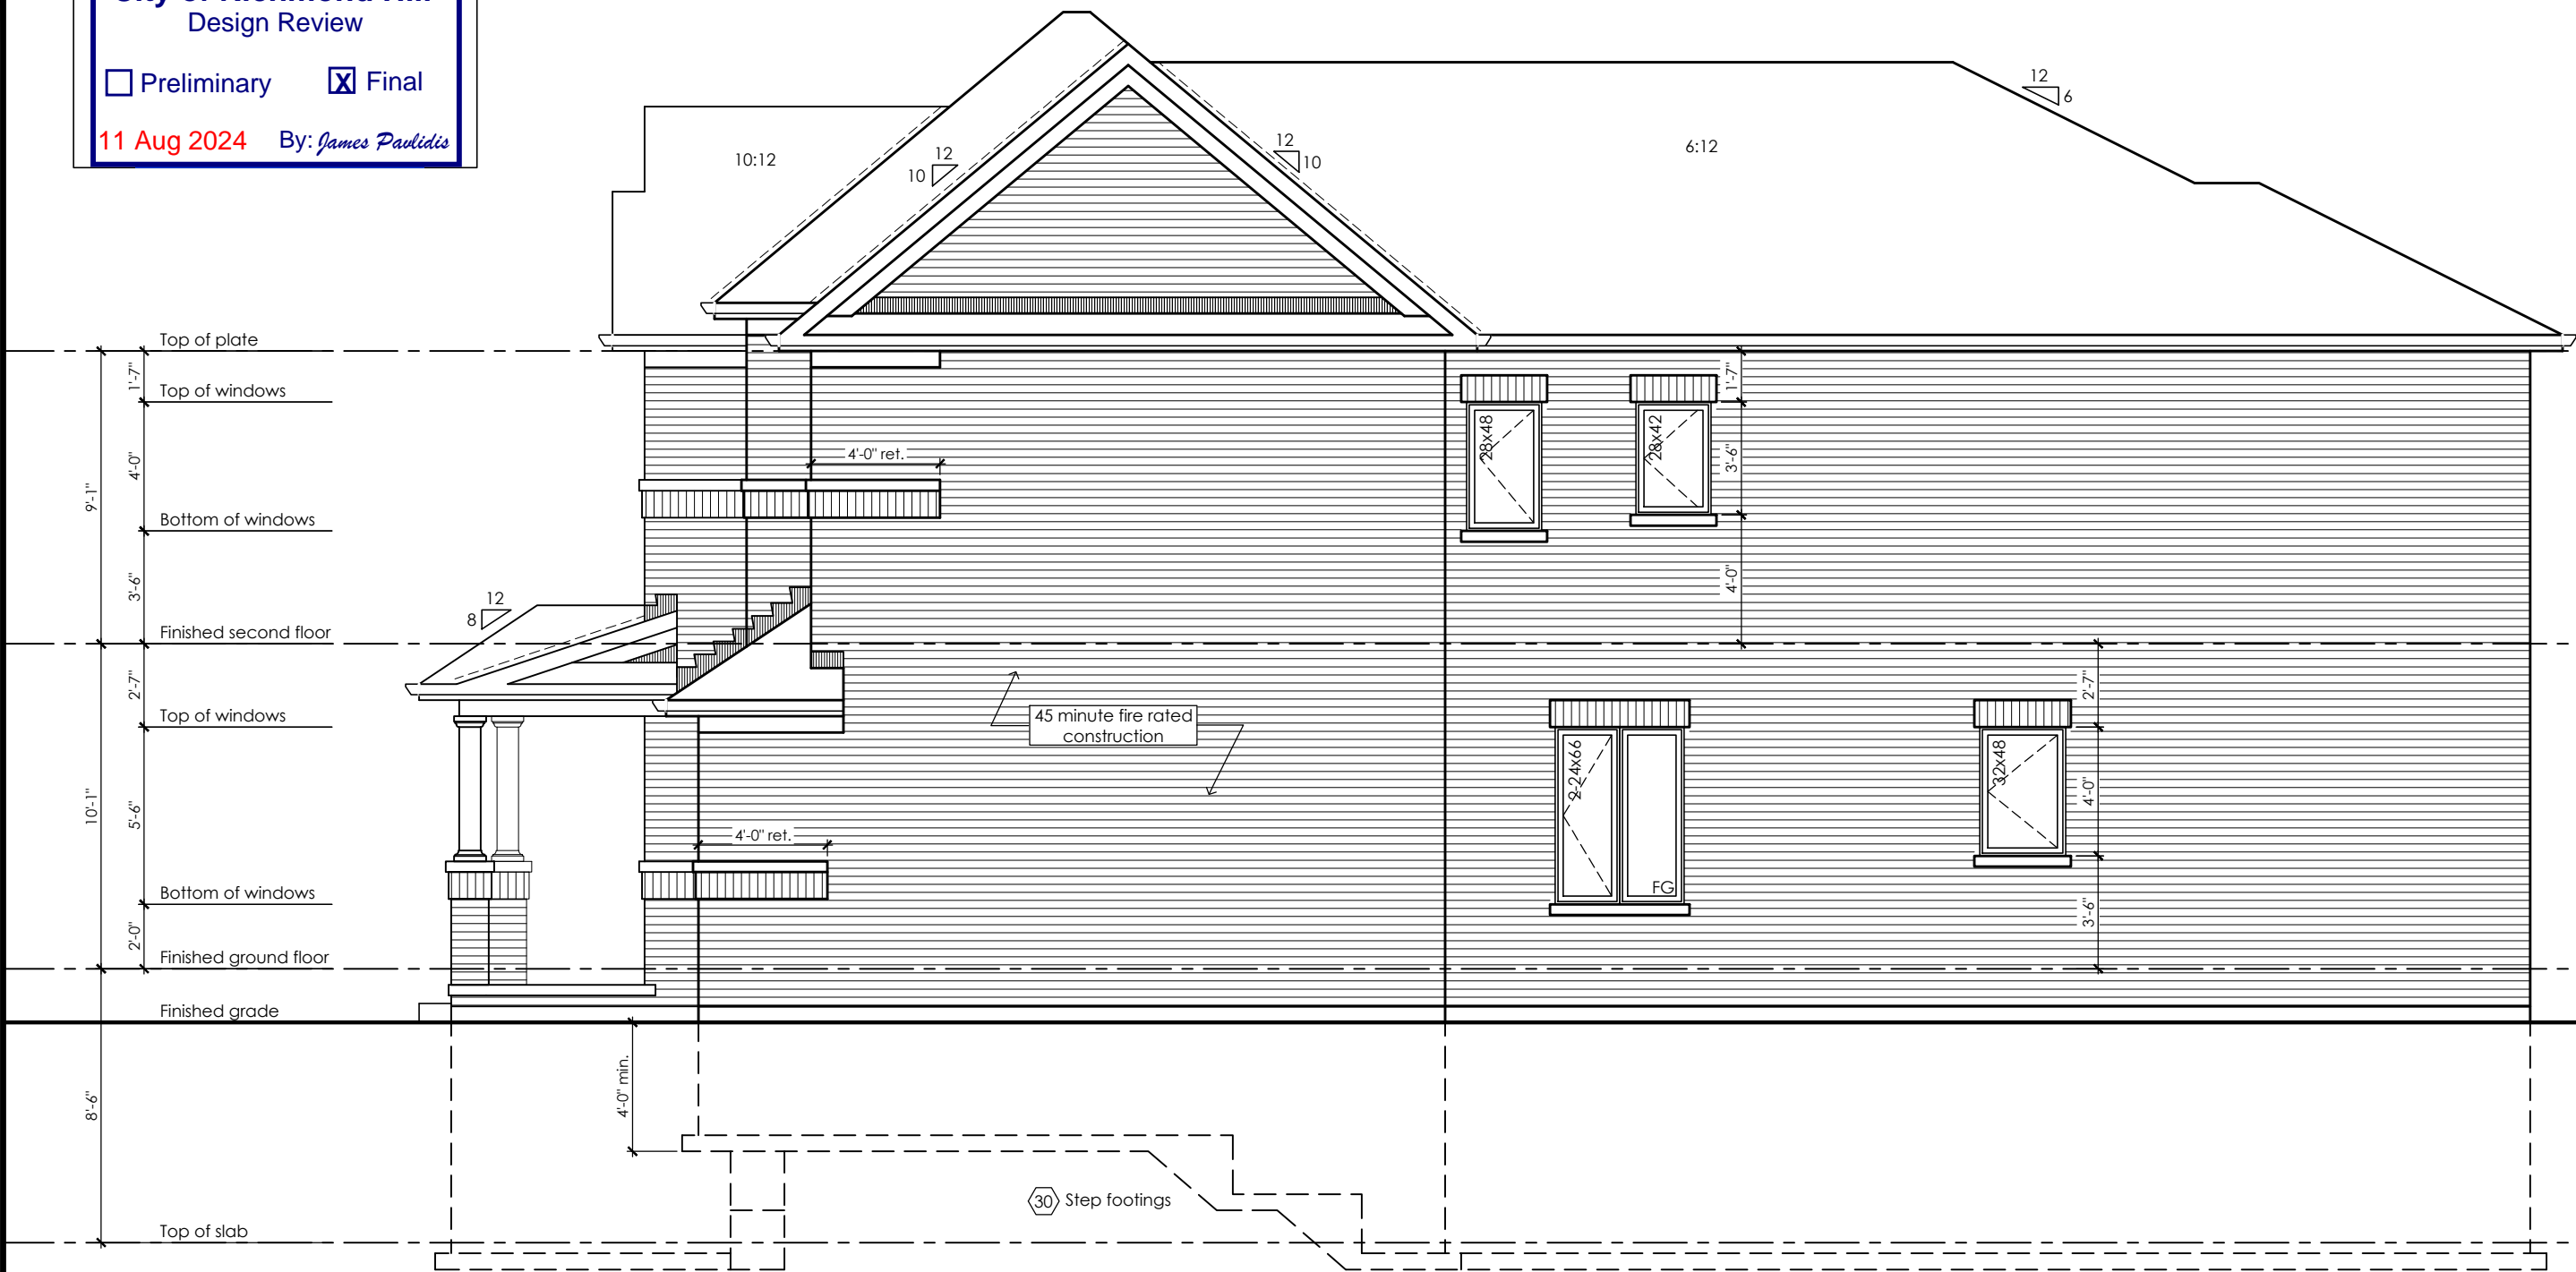 Design Review
Preliminary
X Final
11 Aug 2024 By: James Pavlidis
12
6
12
10
12
10
10:12
6:12
Top of plate
1'-7"
Top of windows
4'-0"
9'-1"
Bottom of windows
3'-6"
Finished second floor
12
8
2'-7"
Top of windows
10'-1"
5'-6"
Bottom of windows
2'-0"
Finished ground floor
Finished grade
8'-6"
4'-0" min.
Top of slab
4'-0" ret.
4'-0" ret.
45 minute fire rated
construction
28x48
28x42
1'-7"
3'-6"
4'-0"
2-24x66
FG
32x48
2'-7"
4'-0"
3'-6"
30 Step footings